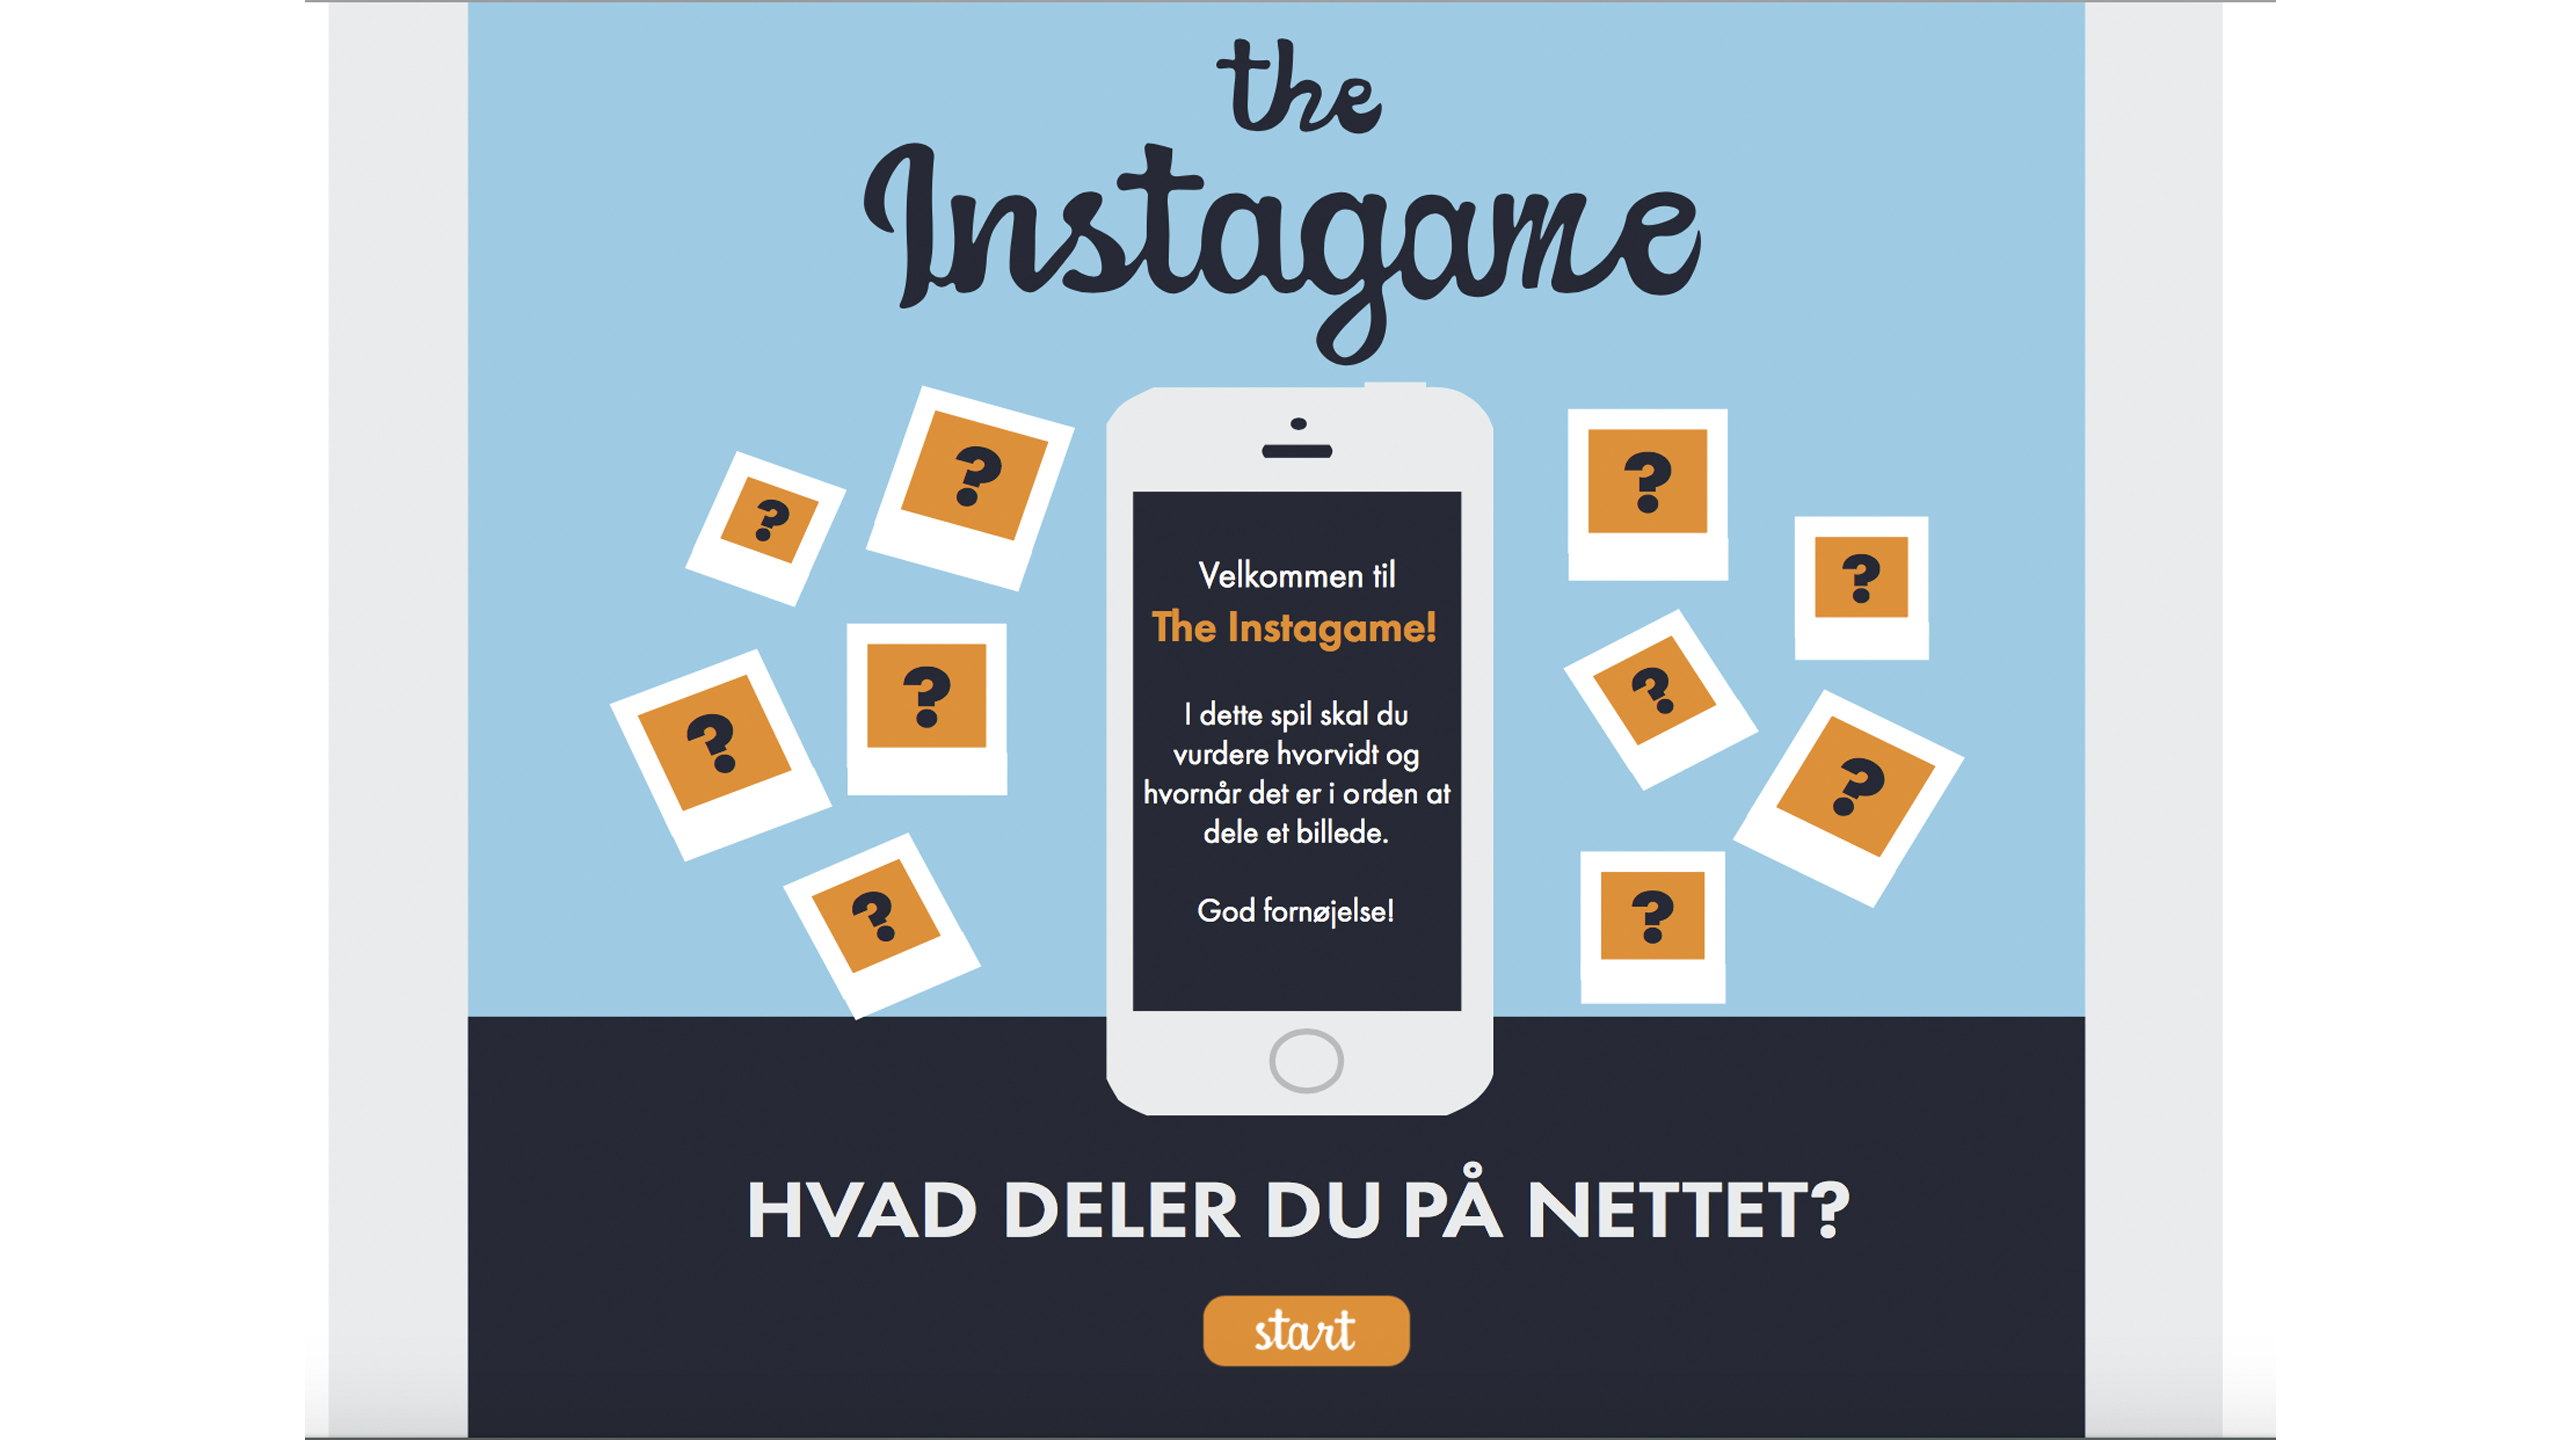 the
Instagame
?
?
?
?
?
?
?
?
?
?
Velkommen til
The Instagame!
I dette spil skal du
vurdere hvorvidt og
hvornår det er i orden at
dele et billede.
God fornøjelse!
HVAD DELER DU PÅ NETTET?
start